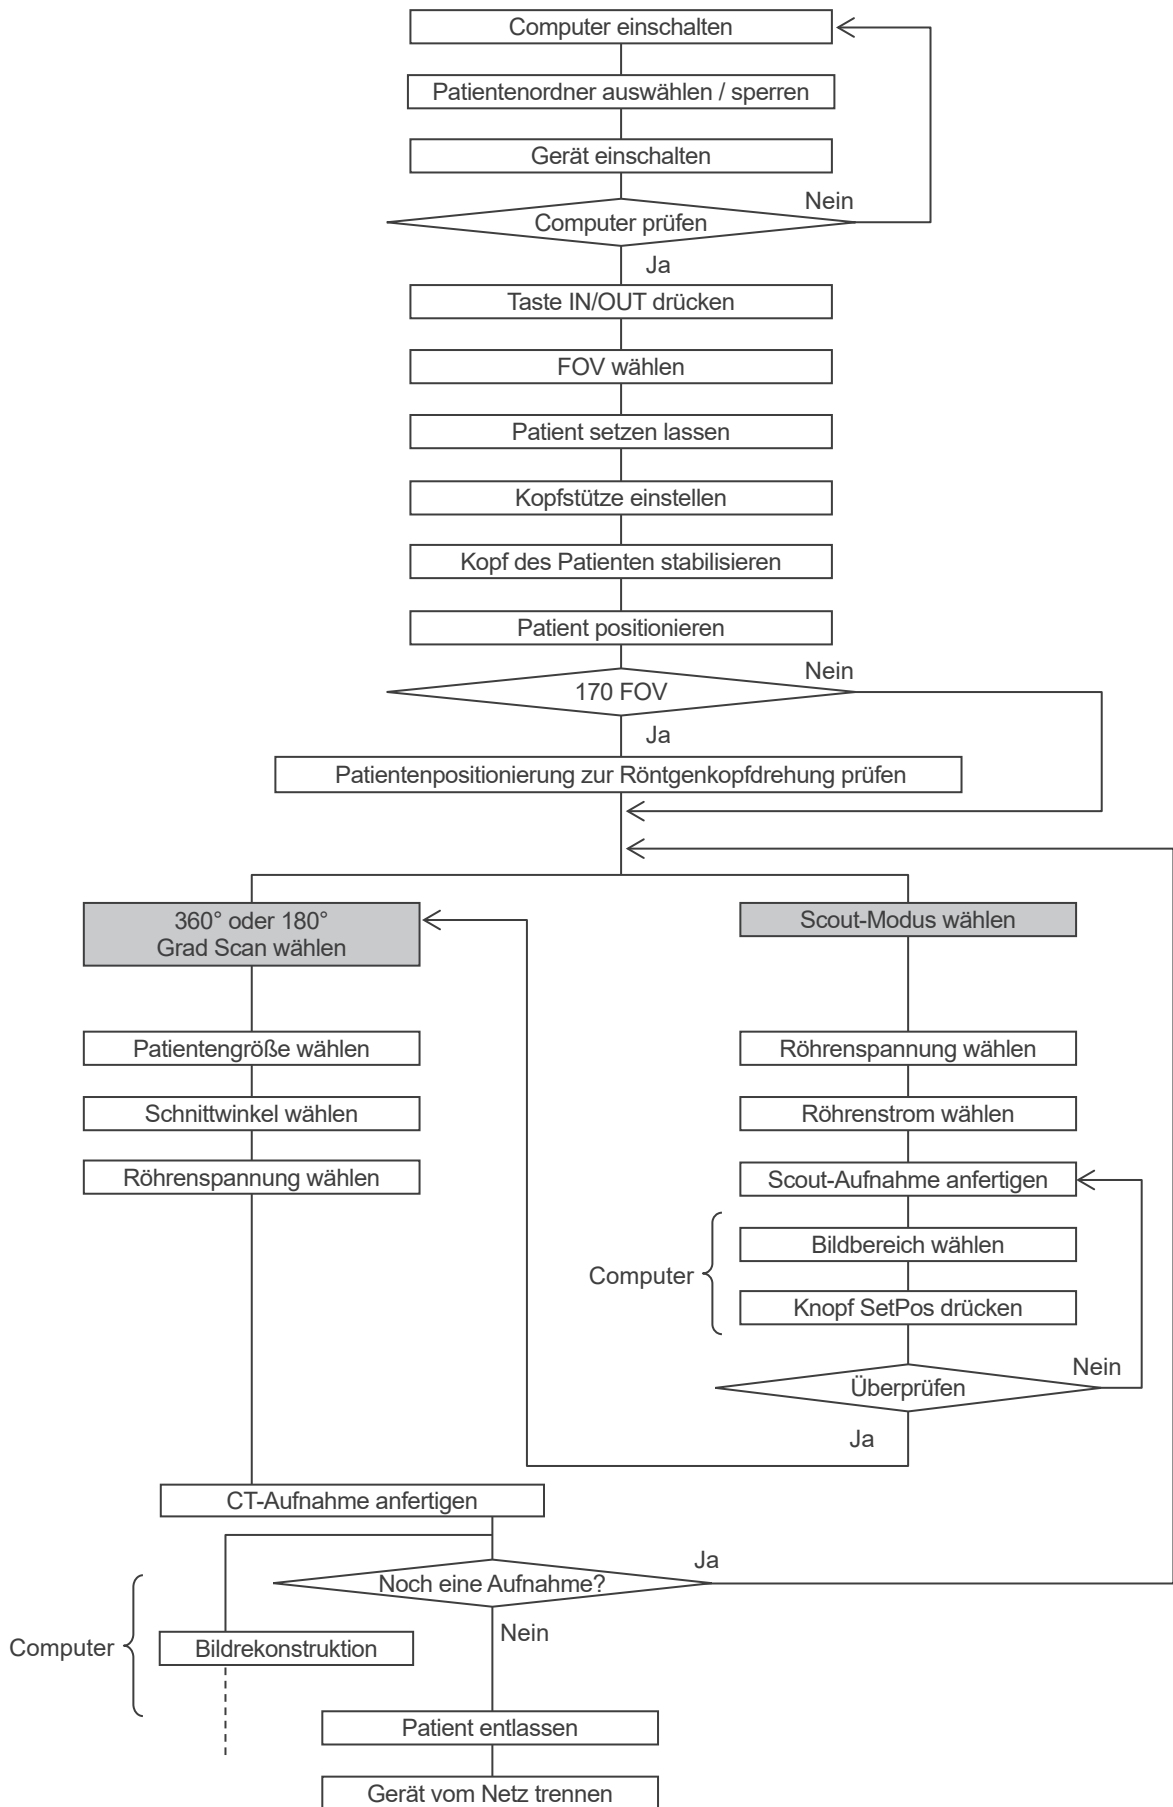 Computer einschalten
Patientenordner auswählen / sperren
Gerät einschalten
Nein
Computer prüfen
Ja
Taste IN/OUT drücken
FOV wählen
Patient setzen lassen
Kopfstütze einstellen
Kopf des Patienten stabilisieren
Patient positionieren
Nein
170 FOV
Ja
Patientenpositionierung zur Röntgenkopfdrehung prüfen
360° oder 180°
Grad Scan wählen
Patientengröße wählen
Schnittwinkel wählen
Röhrenspannung wählen
Scout-Modus wählen
Röhrenspannung wählen
Röhrenstrom wählen
Scout-Aufnahme anfertigen
Bildbereich wählen
Computer
Knopf SetPos drücken
Nein
Überprüfen
Ja
CT-Aufnahme anfertigen
Ja
Noch eine Aufnahme?
Nein
Computer
Bildrekonstruktion
Patient entlassen
Gerät vom Netz trennen